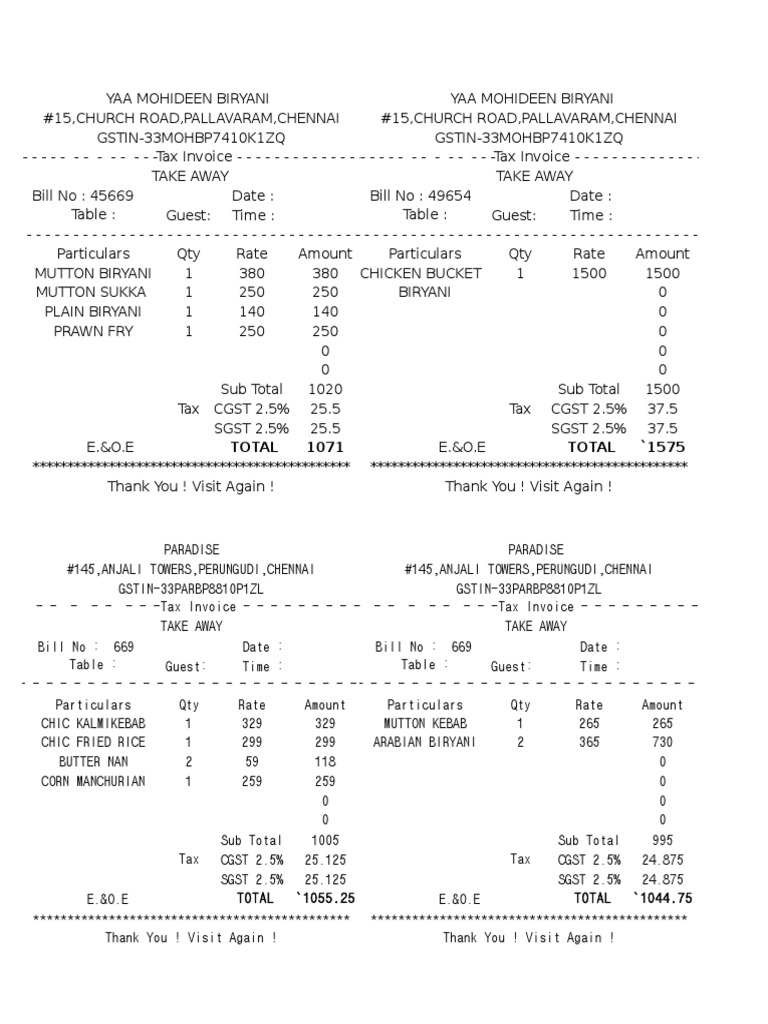 YAA MOHIDEEN BIRYANI
#15,CHURCH ROAD,PALLAVARAM,CHENNAI
GSTIN-33MOHBP7410K1ZQ
- - - - - -- -- - -- ---Tax Invoice - - - - - - - - - - - - - - -
TAKE AWAY
Bill No : 45669 Date :
Table : Guest: Time :
Particulars Qty Rate Amount
MUTTON BIRYANI 1 380 380
MUTTON SUKKA 1 250 250
PLAIN BIRYANI 1 140 140
PRAWN FRY 1 250 250
0
0
Sub Total 1020
Tax CGST 2.5% 25.5
SGST 2.5% 25.5
E.&O.E TOTAL 1071
**************************************************
Thank You ! Visit Again !
YAA MOHIDEEN BIRYANI
#15,CHURCH ROAD,PALLAVARAM,CHENNAI
GSTIN-33MOHBP7410K1ZQ
- - - - - -- -- - -- ---Tax Invoice - - - - - - - - - - - - - - -
TAKE AWAY
Bill No : 49654 Date :
Table : Guest: Time :
Particulars Qty Rate Amount
CHICKEN BUCKET 1 1500 1500
BIRYANI 0
0
0
0
0
Sub Total 1500
Tax CGST 2.5% 37.5
SGST 2.5% 37.5
E.&O.E TOTAL `1575
**************************************************
Thank You ! Visit Again !
PARADISE
#145,ANJALI TOWERS,PERUNGUDI,CHENNAI
GSTIN-33PARBP8810P1ZL
- - - - -- ---Tax Invoice - - - - - - - - -
TAKE AWAY
Bill No : 669 Date :
Table : Guest: Time :
Particulars Qty Rate Amount
CHIC KALMIKEBAB 1 329 329
CHIC FRIED RICE 1 299 299
BUTTER NAN 2 59 118
CORN MANCHURIAN 1 259 259
0
0
Sub Total 1005
Tax CGST 2.5% 25.125
SGST 2.5% 25.125
E.&O.E TOTAL `1055.25
**********************************************
Thank You ! Visit Again !
PARADISE
#145,ANJALI TOWERS,PERUNGUDI,CHENNAI
GSTIN-33PARBP8810P1ZL
- - - - -- ---Tax Invoice - - - - - - - - -
TAKE AWAY
Bill No : 669 Date :
Table : Guest: Time :
Particulars Qty Rate Amount
MUTTON KEBAB 1 265 265
ARABIAN BIRYANI 2 365 730
0
0
0
0
Sub Total 995
Tax CGST 2.5% 24.875
SGST 2.5% 24.875
E.&O.E TOTAL `1044.75
**********************************************
Thank You ! Visit Again !